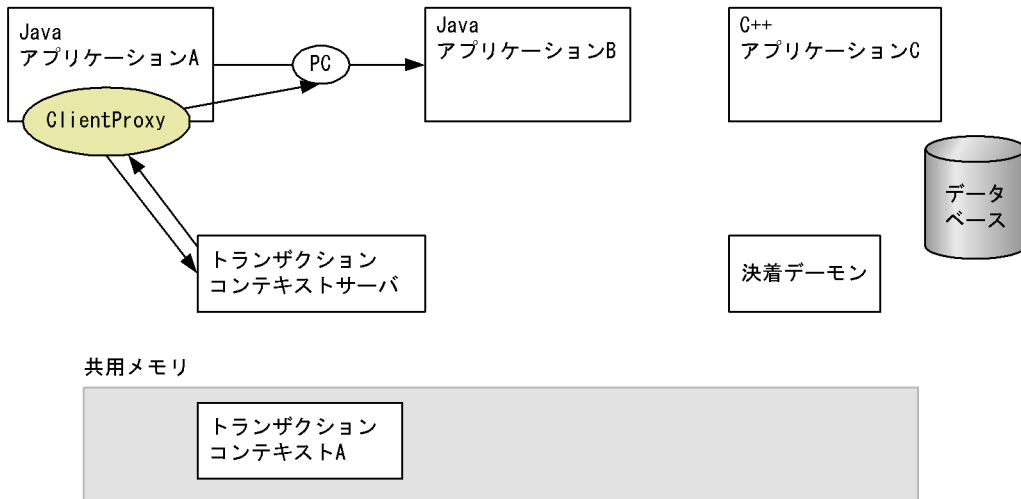 Java
アプリケーションA
PC
Java
アプリケーションB
C++
アプリケーションC
ClientProxy
データ
ベース
トランザクション
コンテキストサーバ
決着デーモン
共用メモリ
トランザクション
コンテキストA